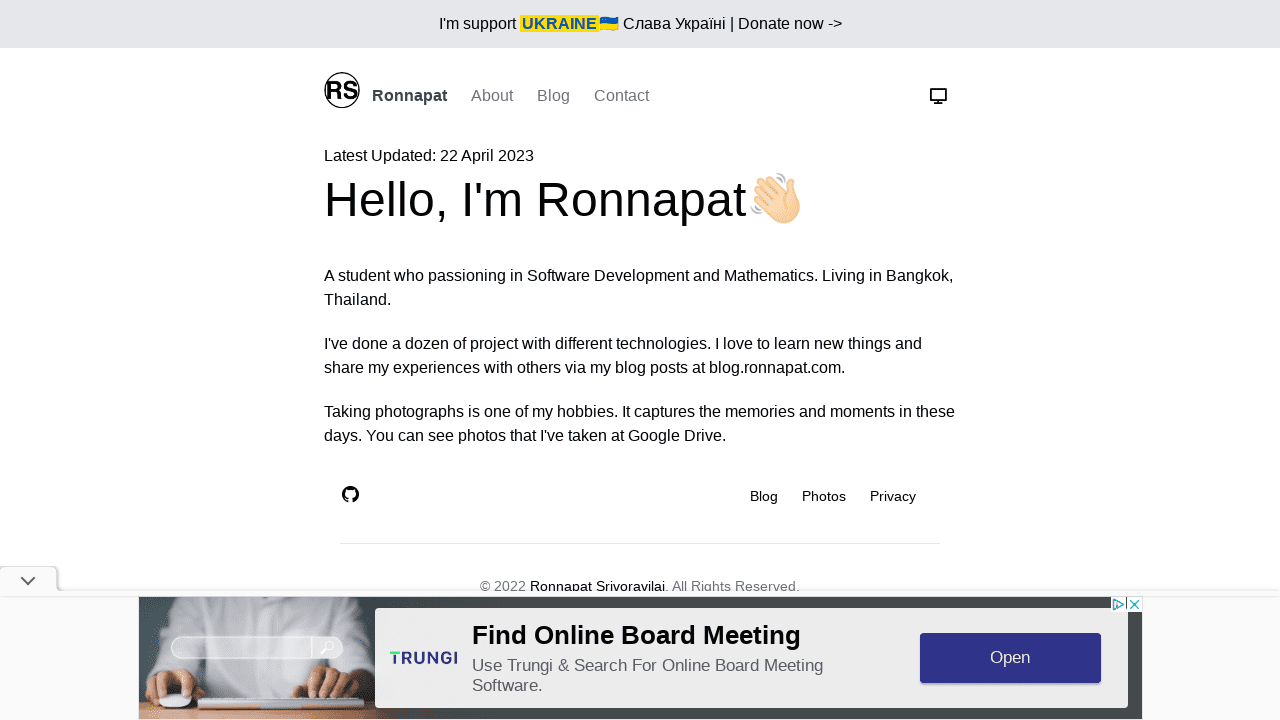 I'm support UKRAINE🇺🇦 Слава Україні | Donate now ->
RS
Ronnapat About Blog Contact
Latest Updated: 22 April 2023
Hello, I'm Ronnapat👋🏻
A student who passioning in Software Development and Mathematics. Living in Bangkok,
Thailand.
I've done a dozen of project with different technologies. I love to learn new things and
share my experiences with others via my blog posts at blog.ronnapat.com.
Taking photographs is one of my hobbies. It captures the memories and moments in these
days. You can see photos that I've taken at Google Drive.
Blog Photos Privacy
© 2022 Ronnapat Srivoravilai. All Rights Reserved.
TRUNGI
Find Online Board Meeting
Use Trungi & Search For Online Board Meeting
Software.
Open